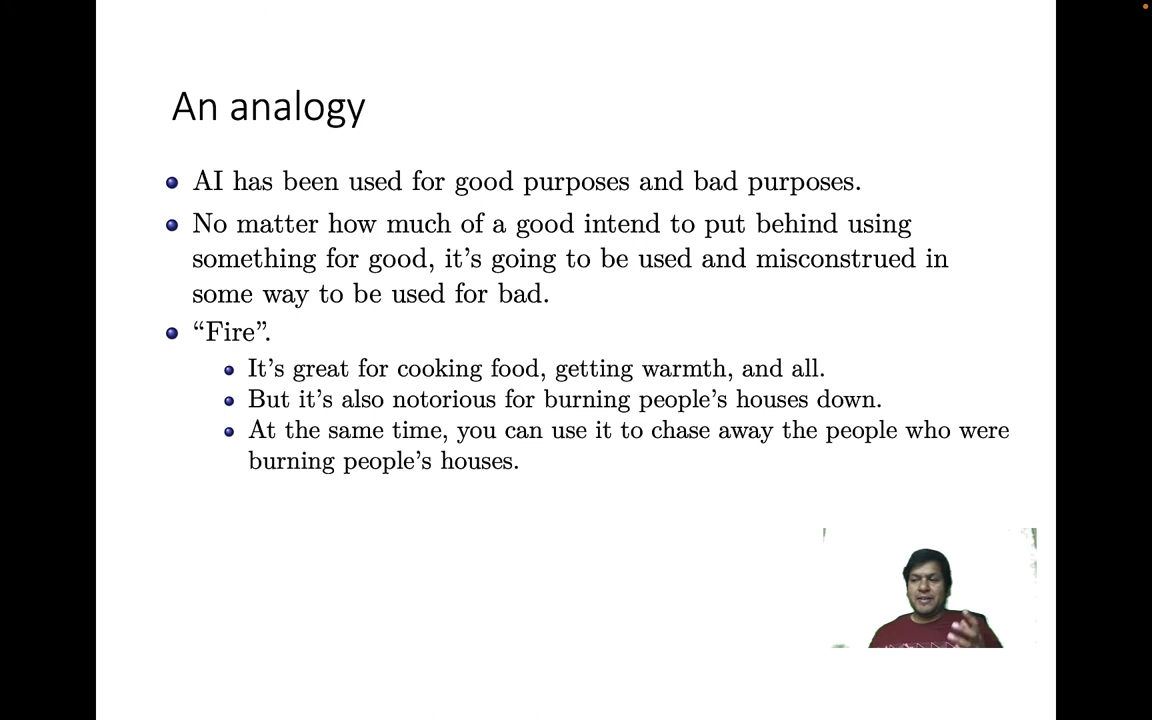 An analogy
AI has been used for good purposes and bad purposes.
No matter how much of a good intend to put behind using
something for good, it's going to be used and misconstrued in
some way to be used for bad.
“Fire”.
It's great for cooking food, getting warmth, and all.
But it's also notorious for burning people's houses down.
At the same time, you can use it to chase away the people who were
burning people's houses.